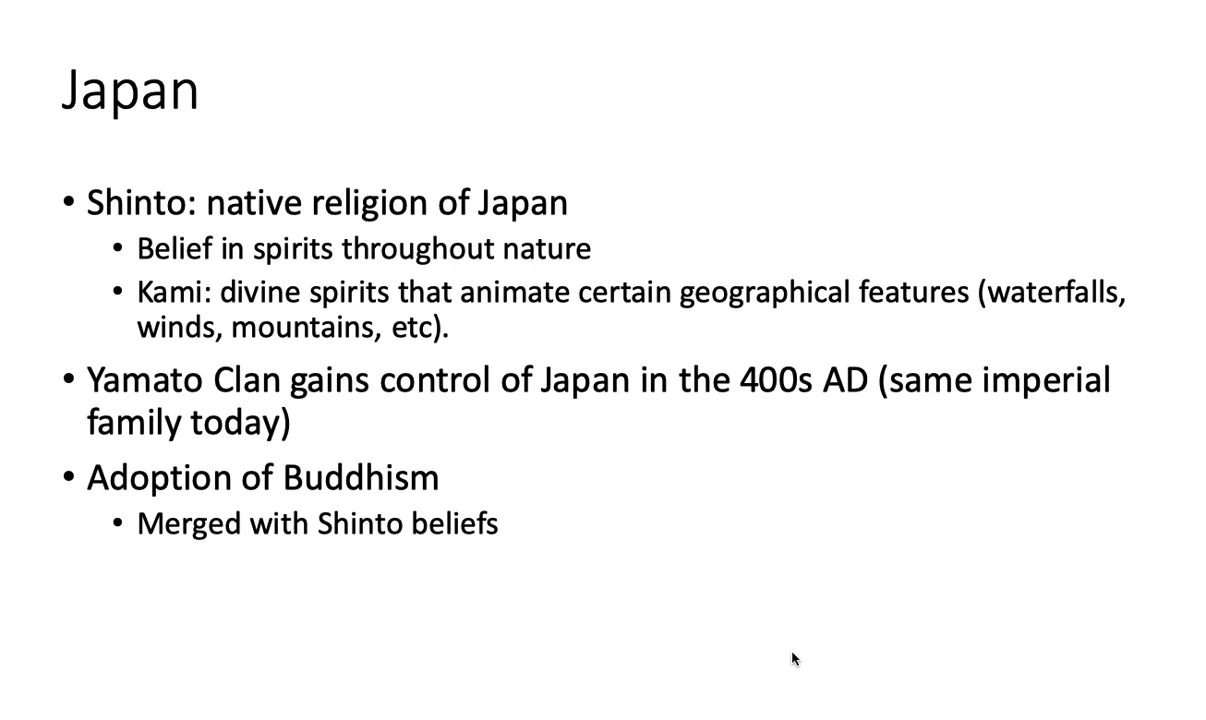 Japan
• Shinto: native religion of Japan
• Belief in spirits throughout nature
• Kami: divine spirits that animate certain geographical features (waterfalls,
winds, mountains, etc).
• Yamato Clan gains control of Japan in the 400s AD (same imperial
family today)
• Adoption of Buddhism
• Merged with Shinto beliefs